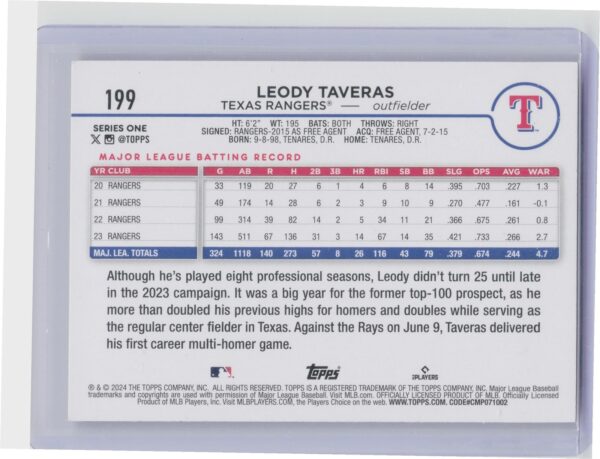 199
LEODY TAVERAS
TEXAS RANGERS® — outfielder
T
SERIES ONE
X @TOPPS
HT: 6'2" WT: 195 BATS: BOTH THROWS: RIGHT
SIGNED: RANGERS-2015 AS FREE AGENT ACQ: FREE AGENT, 7-2-15
BORN: 9-8-98, TENARES, D.R. HOME: TENARES, D.R.
MAJOR LEAGUE BATTING RECORD
YR CLUB G AB R H 2B 3B HR RBI SB BB SLG OPS AVG WAR
20 RANGERS 33 119 20 27 6 1 4 6 8 14 .395 .703 .227 1.3
21 RANGERS 49 174 14 28 6 2 3 9 10 9 .270 .477 .161 -0.1
22 RANGERS 99 314 39 82 14 2 5 34 11 21 .366 .675 .261 0.8
23 RANGERS 143 511 67 136 31 3 14 67 14 35 .421 .733 .266 2.7
MAJ. LEA. TOTALS 324 1118 140 273 57 8 26 116 43 79 .379 .674 .244 4.7
Although he's played eight professional seasons, Leody didn't turn 25 until late
in the 2023 campaign. It was a big year for the former top-100 prospect, as he
more than doubled his previous highs for homers and doubles while serving as
the regular center fielder in Texas. Against the Rays on June 9, Taveras delivered
his first career multi-homer game.
Topps
PLAYERS
® & © 2024 THE TOPPS COMPANY, INC. ALL RIGHTS RESERVED. TOPPS IS A REGISTERED TRADEMARK OF THE TOPPS COMPANY, INC. Major League Baseball
trademarks and copyrights are used with permission of Major League Baseball. Visit MLB.com. OFFICIALLY LICENSED PRODUCT OF MLB. Officially Licensed
Product of MLB Players, Inc. Visit MLBPLAYERS.com, the Players Choice on the web. WWW.TOPPS.COM. CODE#CMP071002